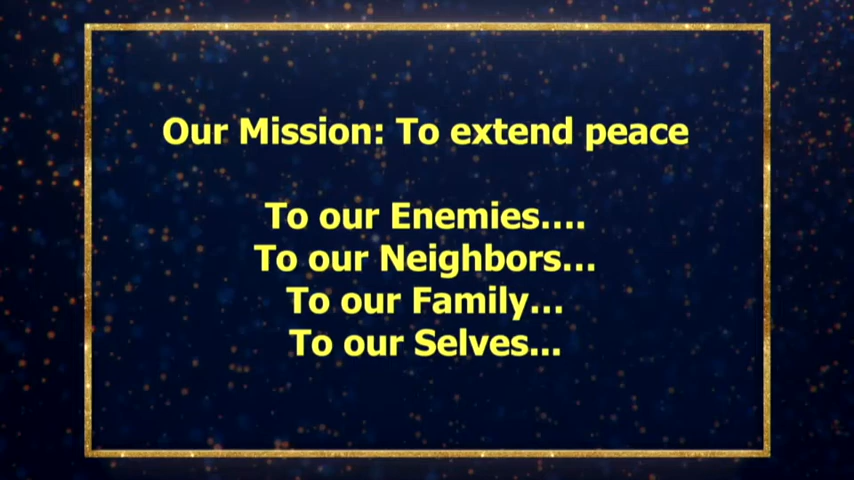 Our Mission: To extend peace
To our Enemies....
To our Neighbors...
To our Family...
To our Selves...